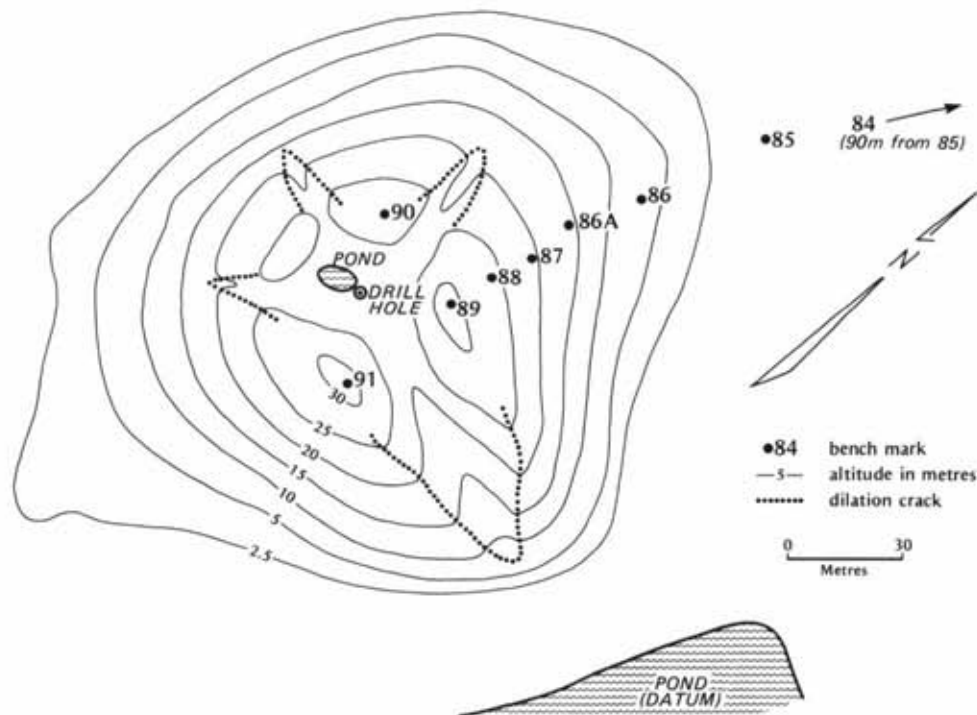 84
(90m from 85)
85
86
86A
90
87
POND
88
DRILL
HOLE
89
N
91
30
25
20
15
10
5
2.5
84 bench mark
5 altitude in metres
dilation crack
0 30
Metres
POND
(DATUM)